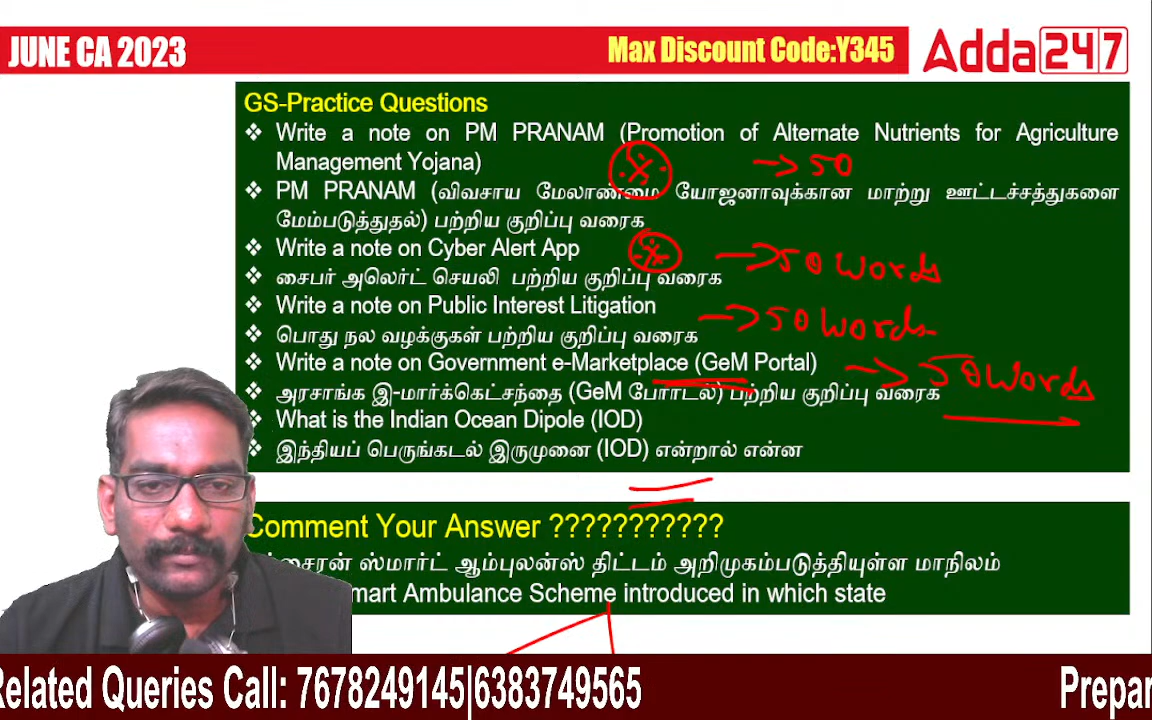 JUNE CA 2023
Max Discount Code:Y345
Adda 247
GS-Practice Questions
❖ Write a note on PM PRANAM (Promotion of Alternate Nutrients for Agriculture
Management Yojana)
→ 50
❖ PM PRANAM (விவசாய மேலாண்மை யோஜனாவுக்கான மாற்று ஊட்டச்சத்துகளை
மேம்படுத்துதல்) பற்றிய குறிப்பு வரைக
❖ Write a note on Cyber Alert App
→ 50 words
❖ சைபர் அலெர்ட் செயலி பற்றிய குறிப்பு வரைக
❖ Write a note on Public Interest Litigation
→ 50 words
❖ பொது நல வழக்குகள் பற்றிய குறிப்பு வரைக
❖ Write a note on Government e-Marketplace (GeM Portal)
→ 50 words
❖ அரசாங்க இ-மார்க்கெட்சந்தை (GeM போர்டல்) பற்றிய குறிப்பு வரைக
❖ What is the Indian Ocean Dipole (IOD)
❖ இந்தியப் பெருங்கடல் இருமுனை (IOD) என்றால் என்ன
Comment Your Answer ???????????
ஸ்மார்ட் ஆம்புலன்ஸ் திட்டம் அறிமுகம்படுத்தியுள்ள மாநிலம்
mart Ambulance Scheme introduced in which state
Related Queries Call: 7678249145|6383749565
Prepar